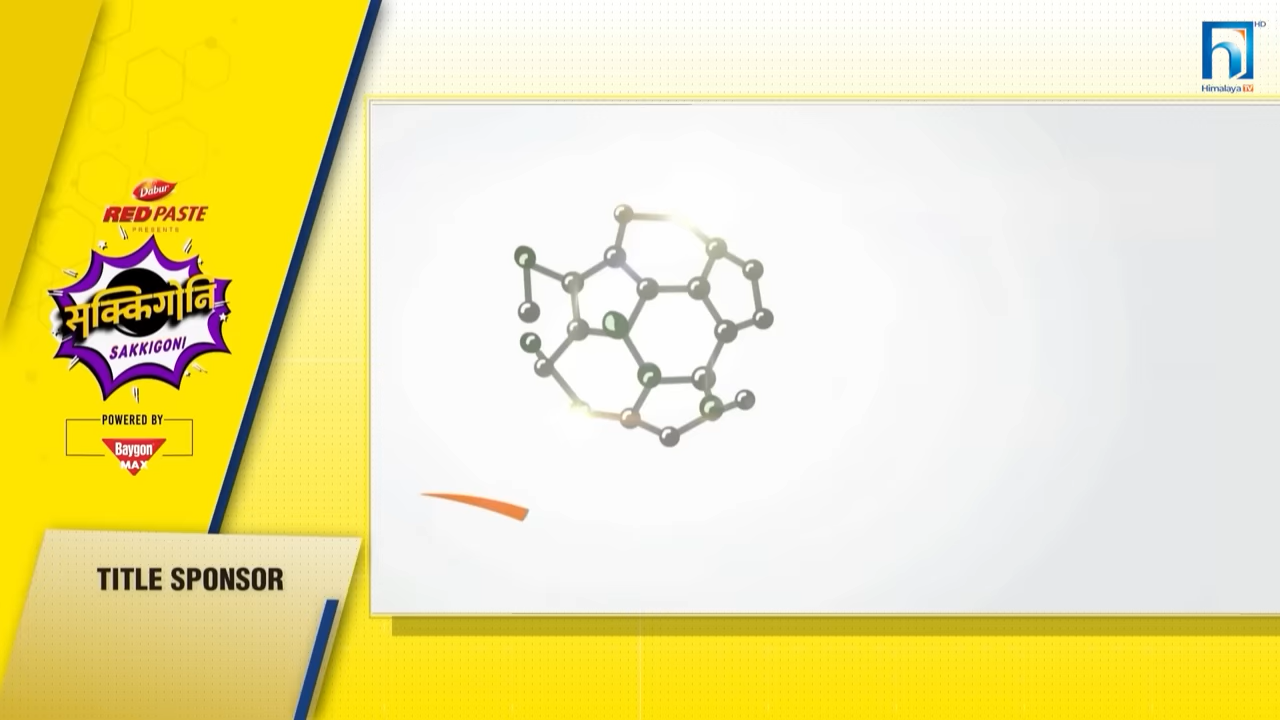 HD
Himalaya TV
Dabur
RED PASTE
PRESENTS
सक्किगोनि
SAKKIGONI
POWERED BY
Baygon
MAX
TITLE SPONSOR